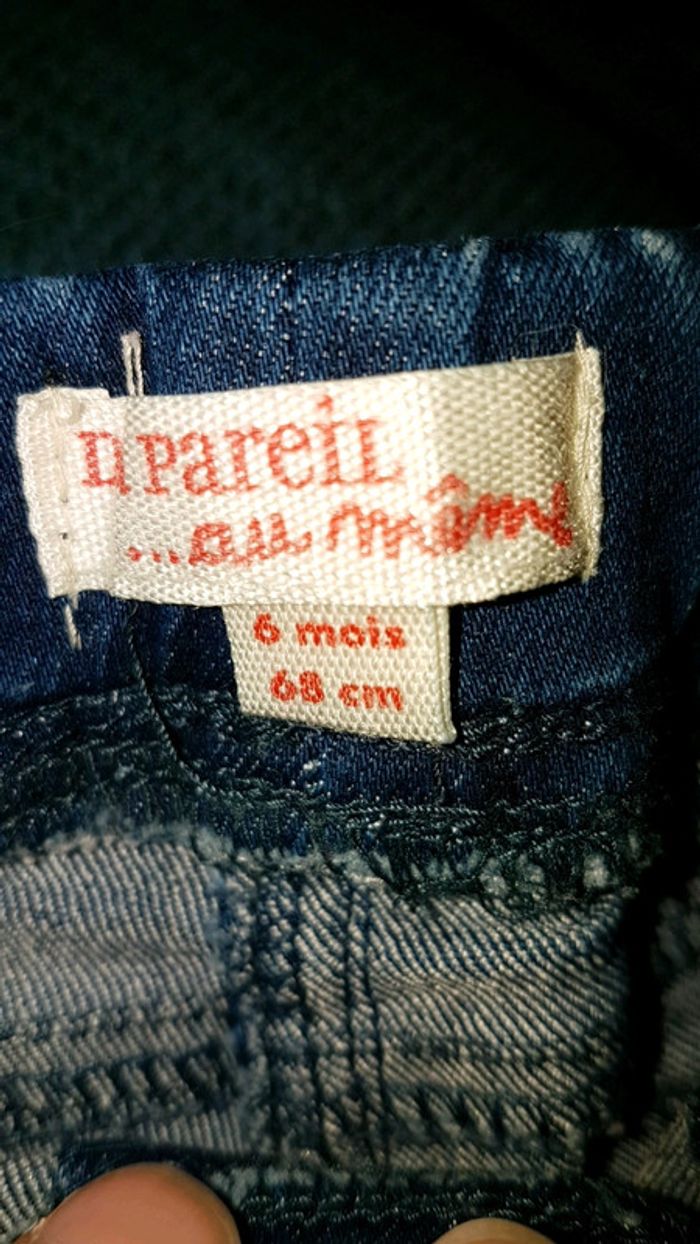 Pareil
...au même
6 mois
68 cm